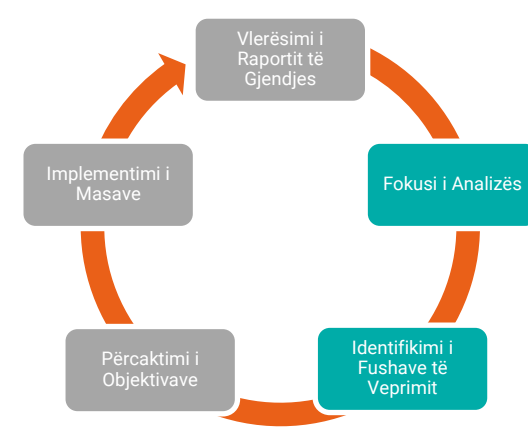 Vlerësimi i
Raportit të
Gjendjes
Fokusi i Analizës
Identifikimi i
Fushave të
Veprimit
Përcaktimi i
Objektivave
Implementimi i
Masave